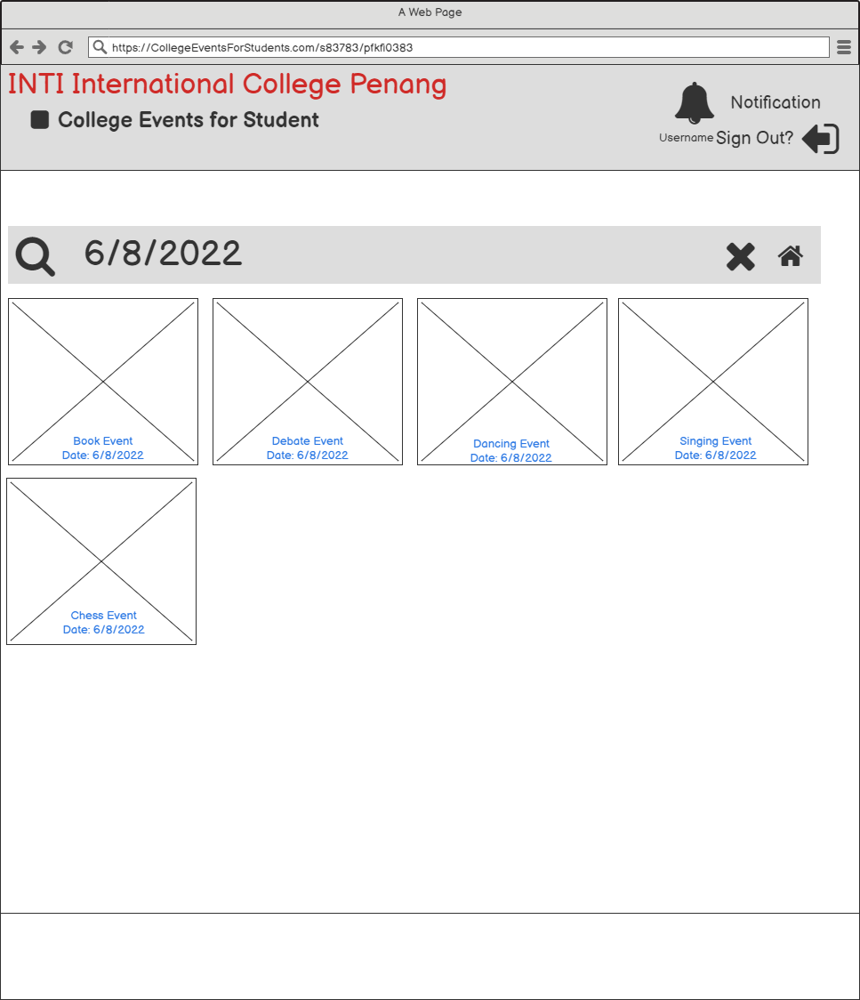 A Web Page
https://CollegeEventsForStudents.com/s83783/pfkfi0383
INTI International College Penang
College Events for Student
Notification
Username Sign Out?
6/8/2022
Book Event
Date: 6/8/2022
Debate Event
Date: 6/8/2022
Dancing Event
Date: 6/8/2022
Singing Event
Date: 6/8/2022
Chess Event
Date: 6/8/2022